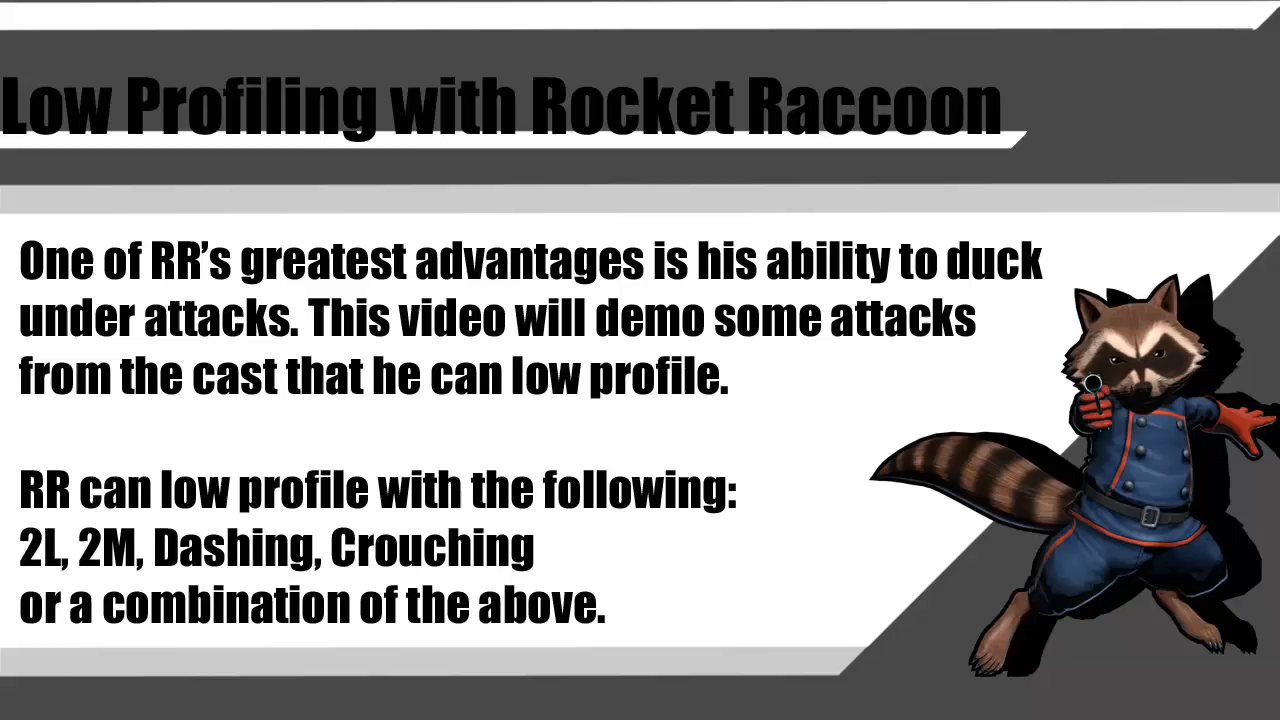 Low Profiling with Rocket Raccoon
One of RR’s greatest advantages is his ability to duck
under attacks. This video will demo some attacks
from the cast that he can low profile.
RR can low profile with the following:
2L, 2M, Dashing, Crouching
or a combination of the above.